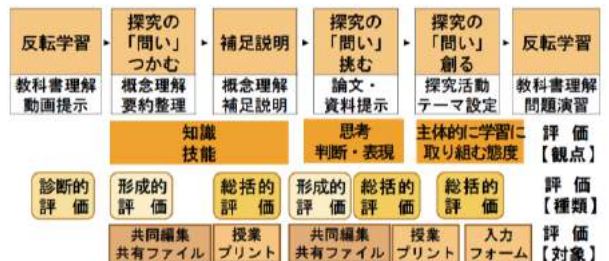 反転学習
探究の
「問い」
つかむ
補足説明
探究の
「問い」
挑む
探究の
「問い」
創る
反転学習
教科書理解
動画提示
概念理解
要約整理
概念理解
補足説明
論文・
資料提示
探究活動
テーマ設定
教科書理解
問題演習
知識
技能
思考
判断・表現
主体的に学習に
取り組む態度
評価
【観点】
診断的
評価
形成的
評価
総括的
評価
形成的
評価
総括的
評価
総括的
評価
評価
【種類】
共同編集
共有ファイル
授業
プリント
共同編集
共有ファイル
授業
プリント
入力
フォーム
評価
【対象】